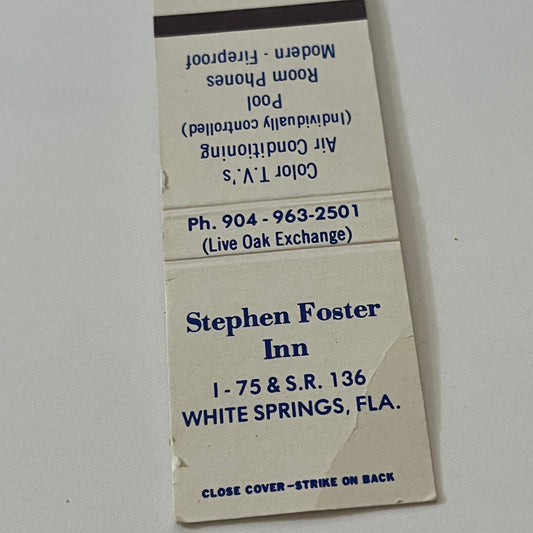 Color T.V.'s
Air Conditioning
(Individually controlled)
Pool
Room Phones
Modern - Fireproof
Ph. 904 - 963-2501
(Live Oak Exchange)
Stephen Foster
Inn
I - 75 & S.R. 136
WHITE SPRINGS, FLA.
CLOSE COVER—STRIKE ON BACK